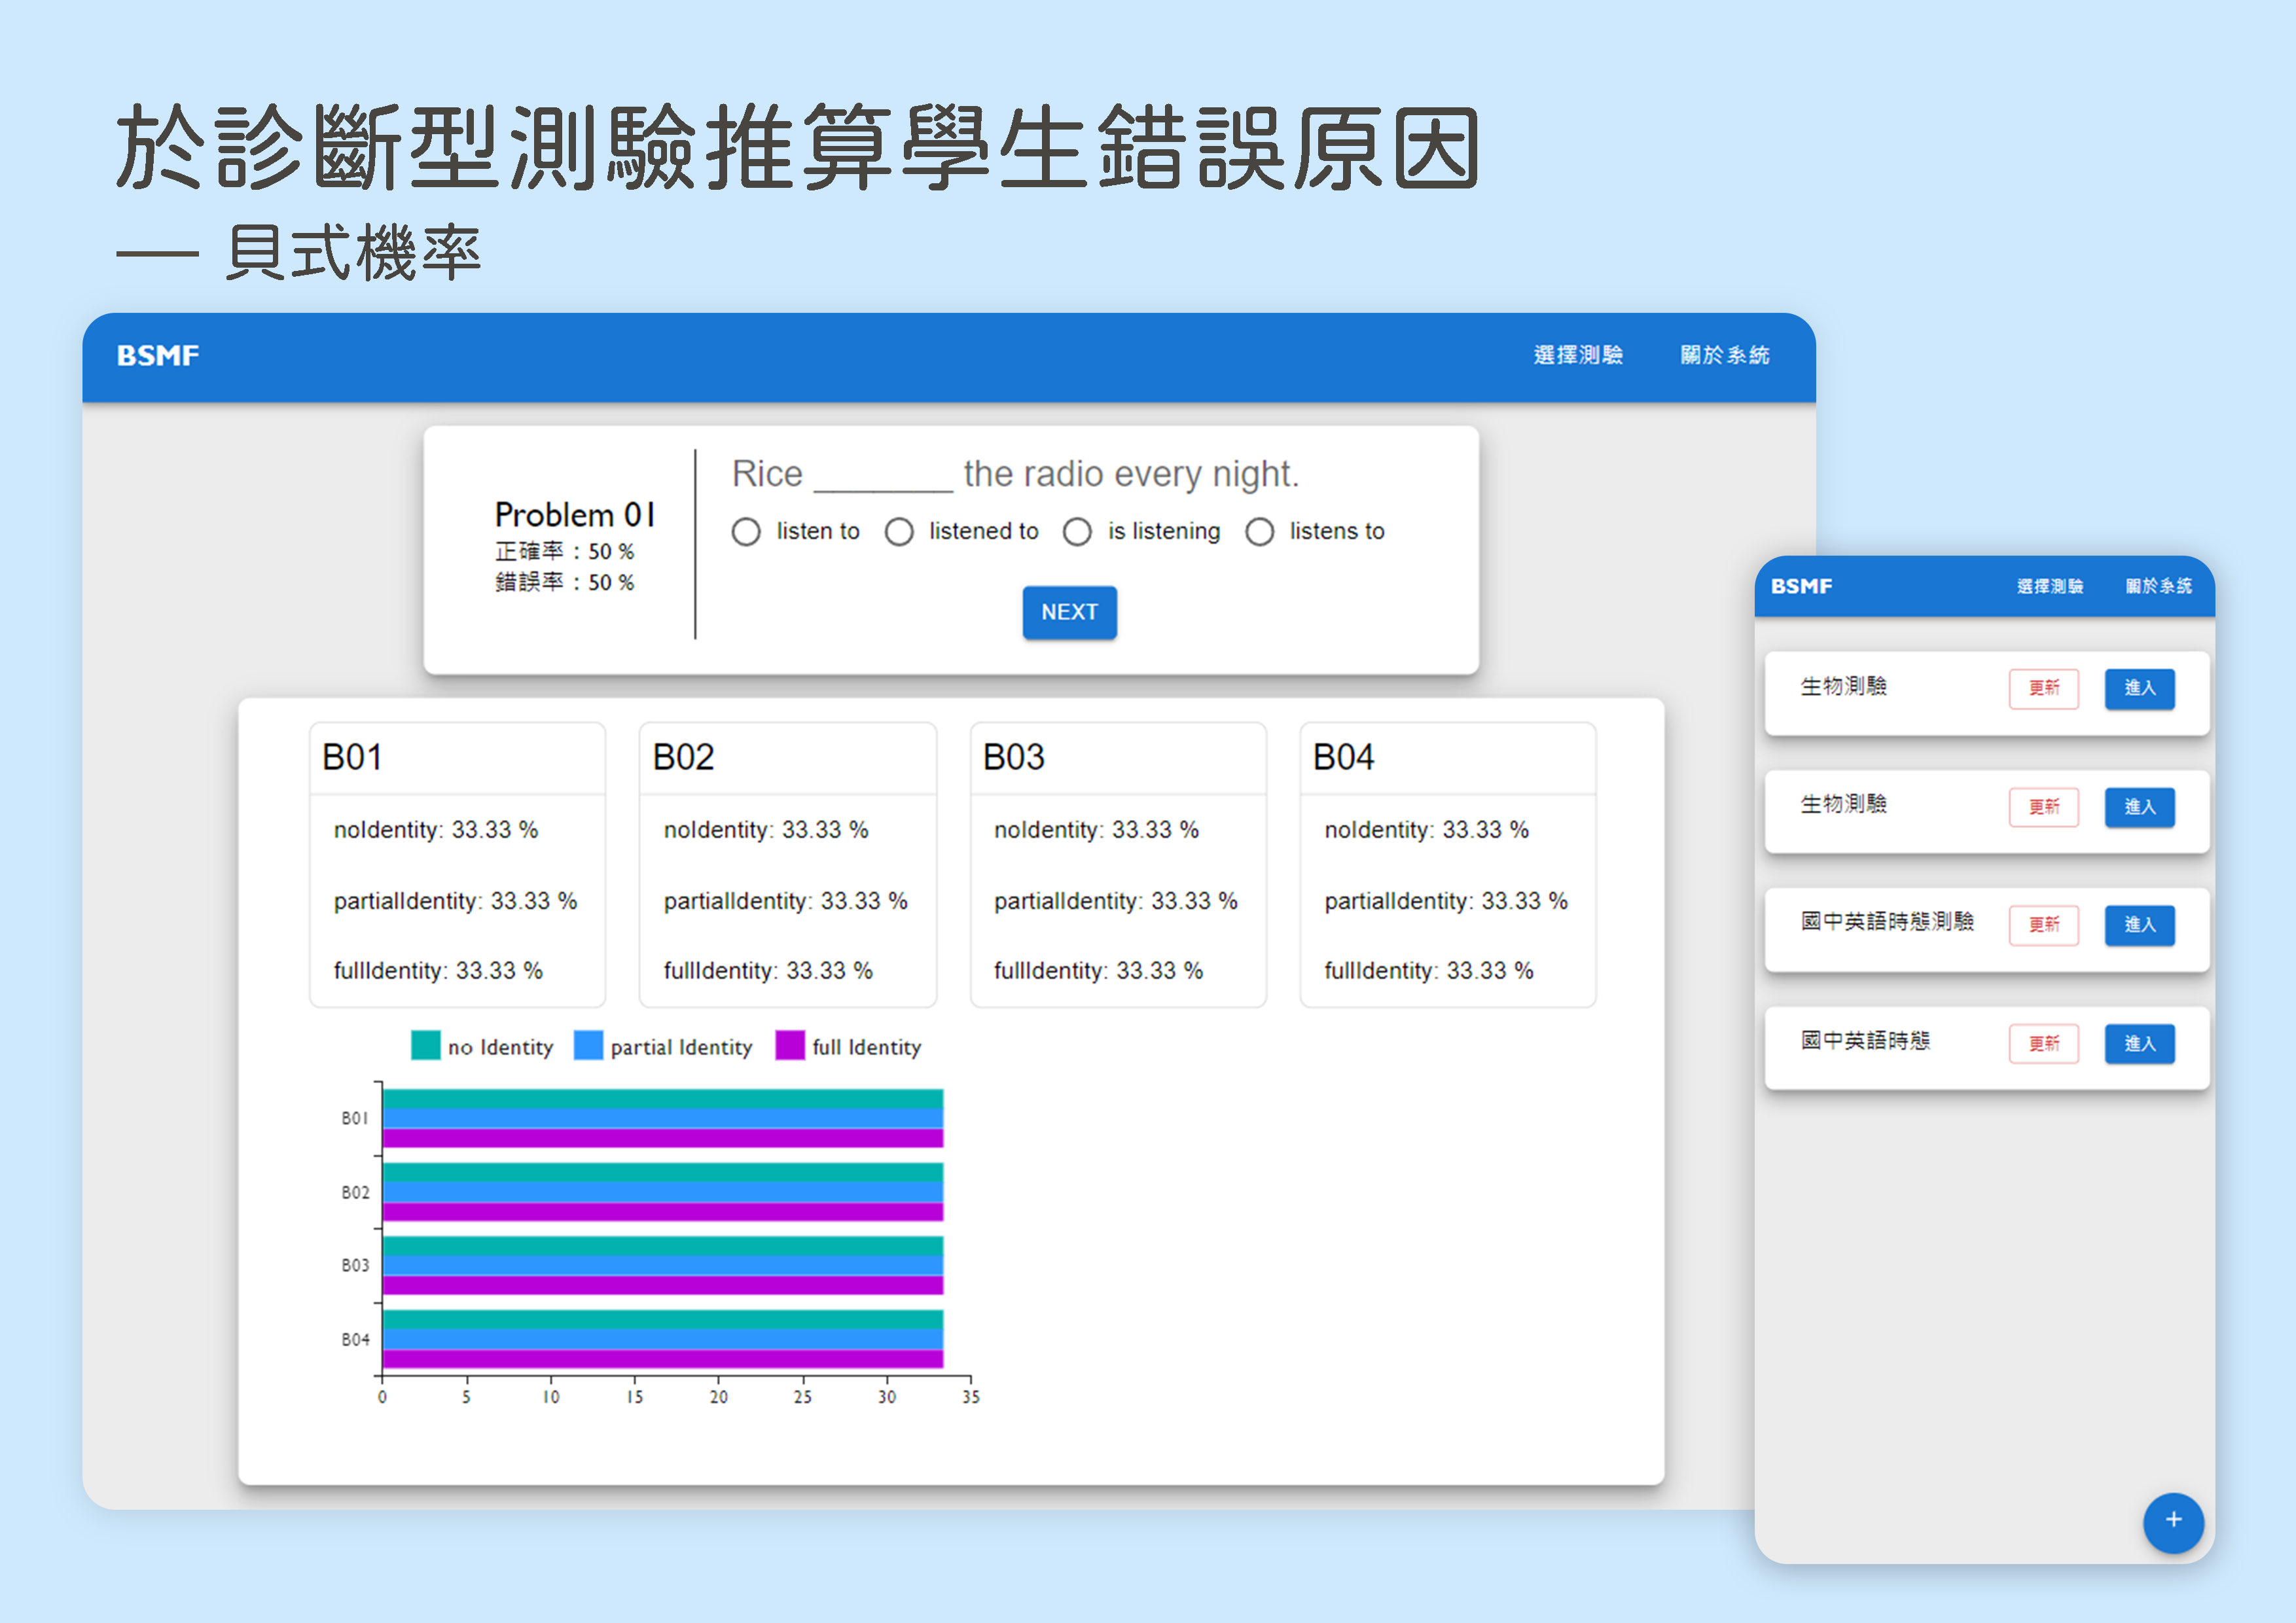 於診斷型測驗推算學生錯誤原因
— 貝式機率
BSMF 選擇測驗 關於系統
Problem 01
正確率：50 %
錯誤率：50 %
Rice _______ the radio every night.
listen to listened to is listening listens to
NEXT
B01
noIdentity: 33.33 %
partialIdentity: 33.33 %
fullIdentity: 33.33 %
B02
noIdentity: 33.33 %
partialIdentity: 33.33 %
fullIdentity: 33.33 %
B03
noIdentity: 33.33 %
partialIdentity: 33.33 %
fullIdentity: 33.33 %
B04
noIdentity: 33.33 %
partialIdentity: 33.33 %
fullIdentity: 33.33 %
no Identity partial Identity full Identity
B01
B02
B03
B04
0 5 10 15 20 25 30 35
BSMF 選擇測驗 關於系統
生物測驗 更新 進入
生物測驗 更新 進入
國中英語時態測驗 更新 進入
國中英語時態 更新 進入
+